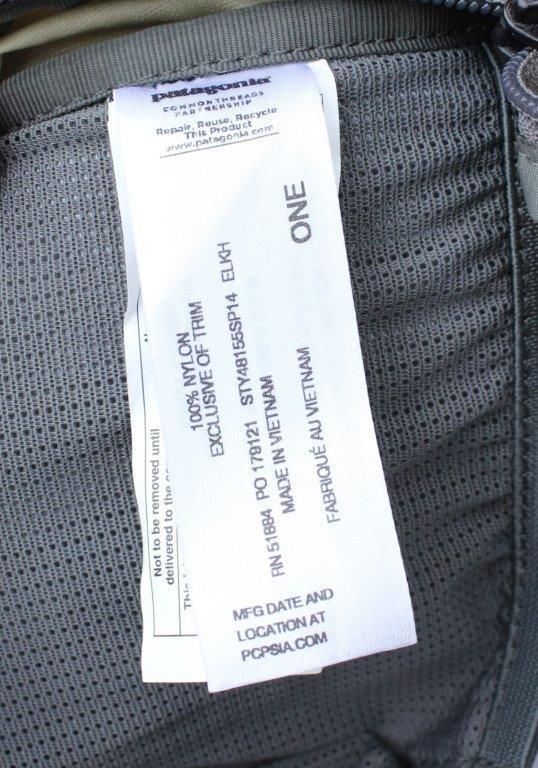 patagonia
COMMON THREADS
PARTNERSHIP
Repair, Reuse, Recycle
This Product
www.patagonia.com
ONE
100% NYLON
EXCLUSIVE OF TRIM
RN 51884 PO 179121 STY48155SP14 ELKH
MADE IN VIETNAM
FABRIQUÉ AU VIETNAM
MFG DATE AND
LOCATION AT
PCPSIA.COM
Not to be removed until
delivered to the